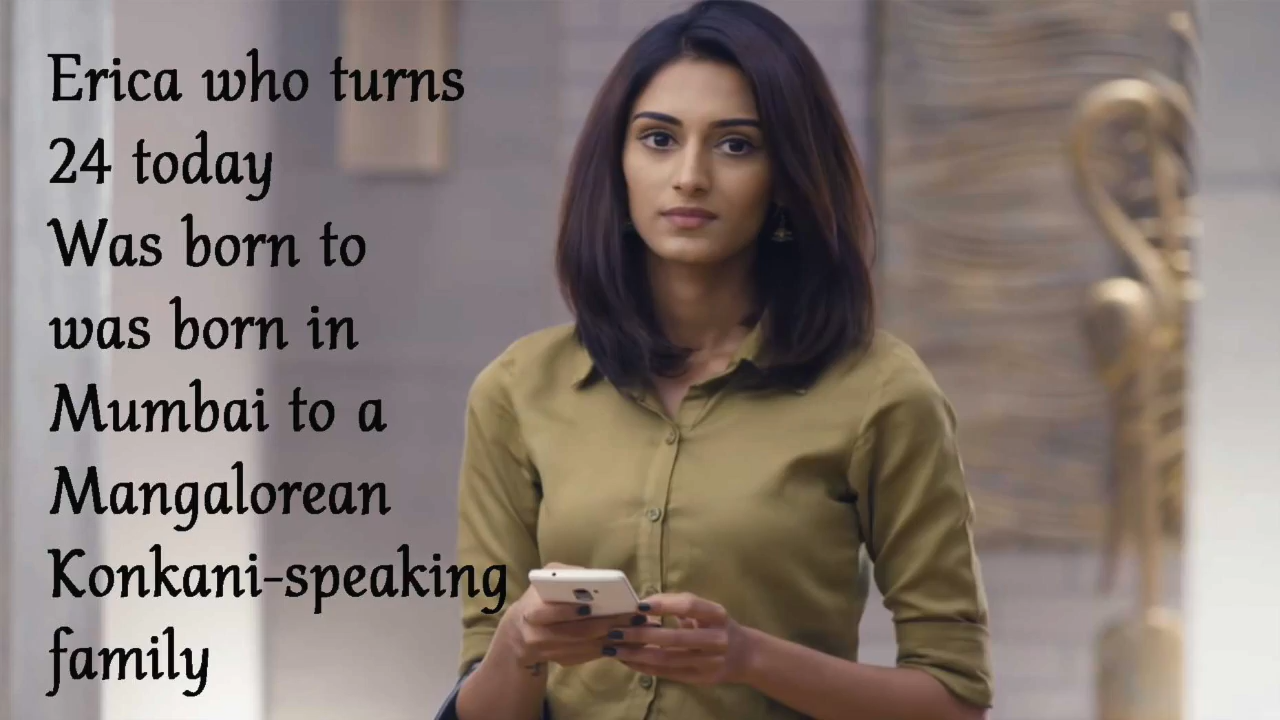 Erica who turns
24 today
Was born to
was born in
Mumbai to a
Mangalorean
Konkani-speaking
family